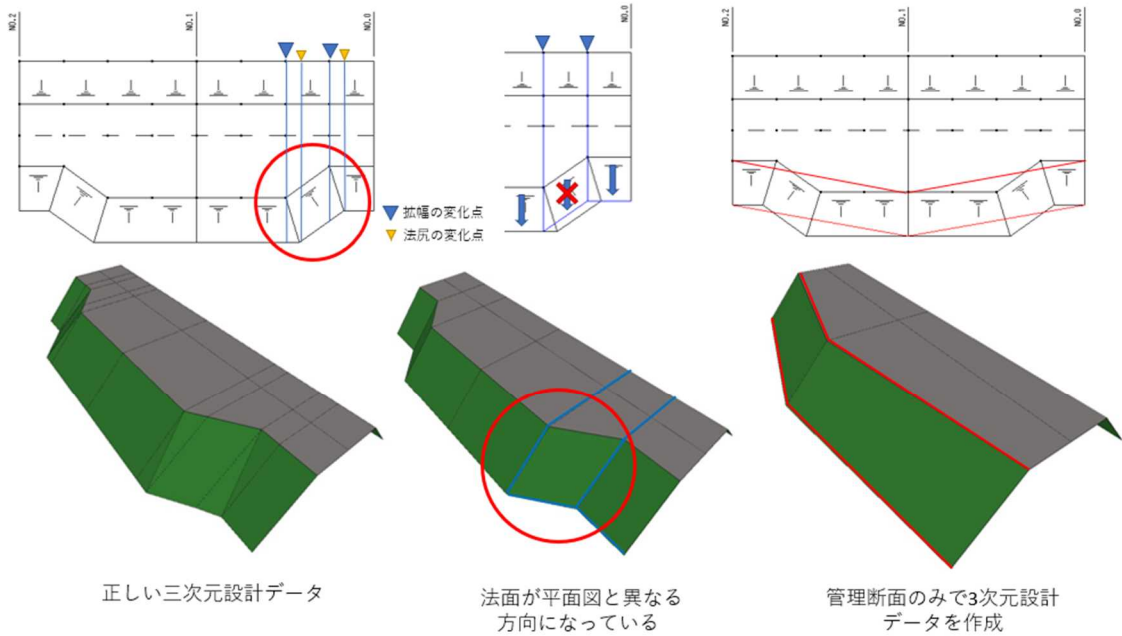 NO.2
NO.1
NO.0
NO.0
NO.2
NO.1
NO.0
拡幅の変化点
法尻の変化点
正しい三次元設計データ
法面が平面図と異なる
方向になっている
管理断面のみで3次元設計
データを作成